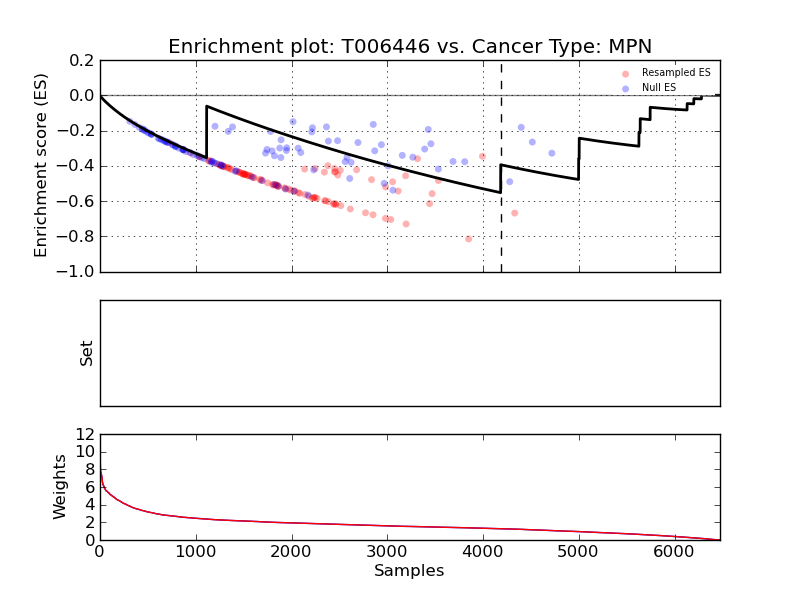 Enrichment plot: T006446 vs. Cancer Type: MPN
0.2
0.0
−0.2
−0.4
−0.6
−0.8
−1.0
Enrichment score (ES)
Resampled ES
Null ES
Set
12
10
8
6
4
2
0
Weights
0 1000 2000 3000 4000 5000 6000
Samples